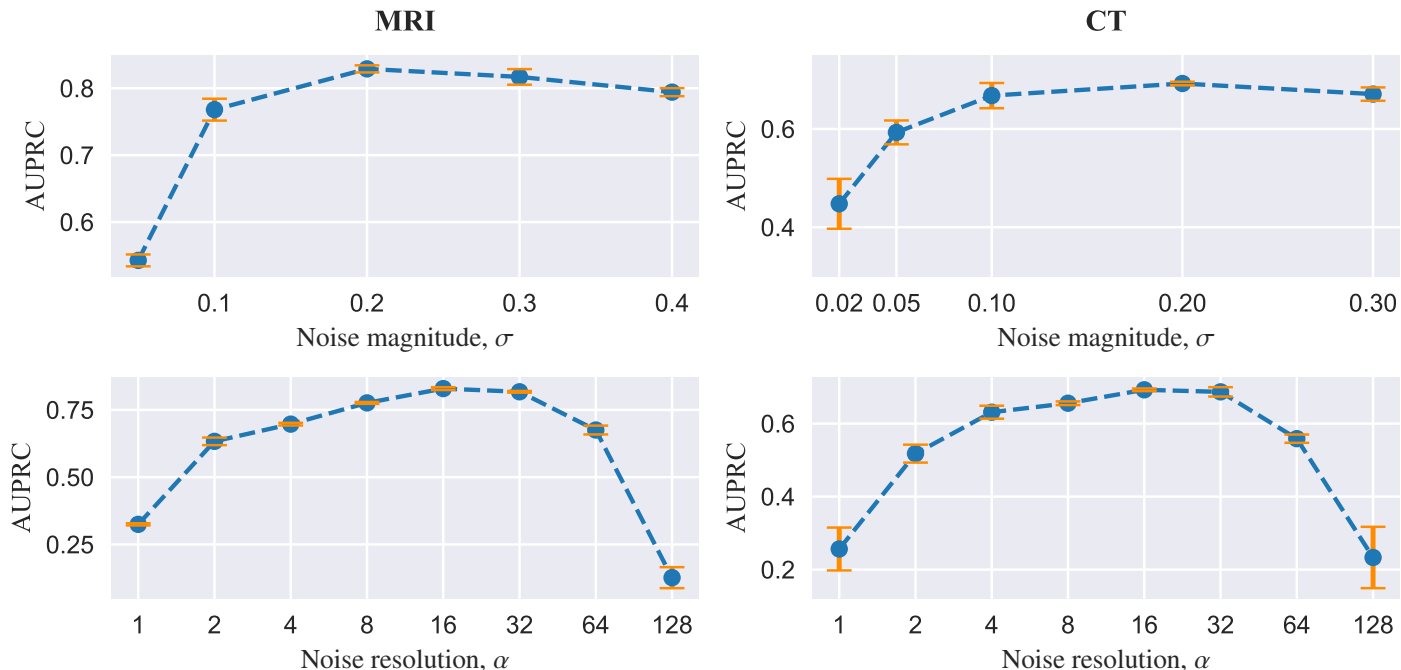 MRI
AUPRC
0.8
0.7
0.6
0.1 0.2 0.3 0.4
Noise magnitude, σ
CT
AUPRC
0.6
0.4
0.02 0.05 0.10 0.20 0.30
Noise magnitude, σ
AUPRC
0.75
0.50
0.25
1 2 4 8 16 32 64 128
Noise resolution, α
AUPRC
0.6
0.4
0.2
1 2 4 8 16 32 64 128
Noise resolution, α